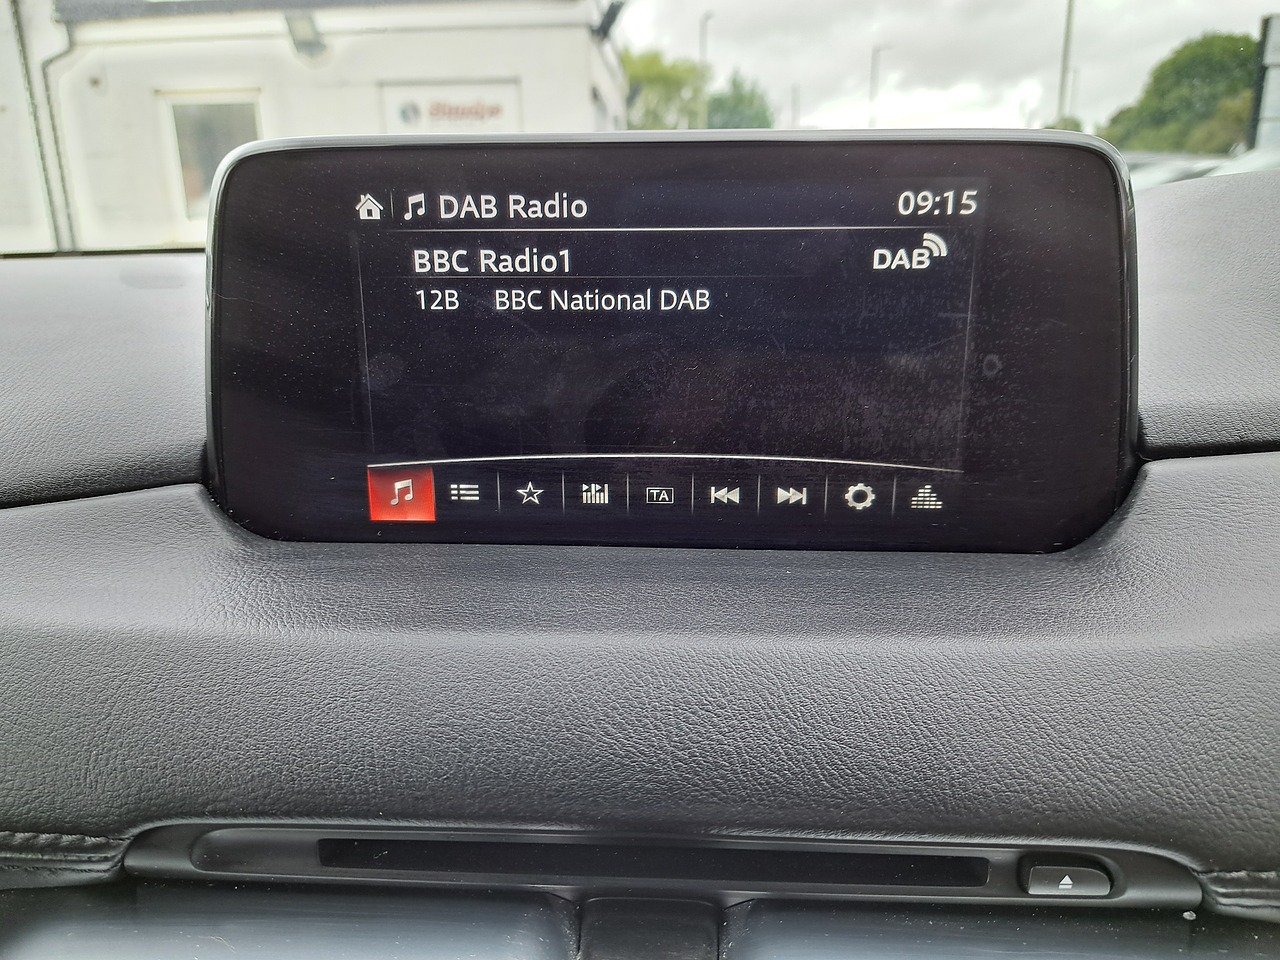 DAB Radio 09:15
BBC Radio1 DAB
12B BBC National DAB
TA